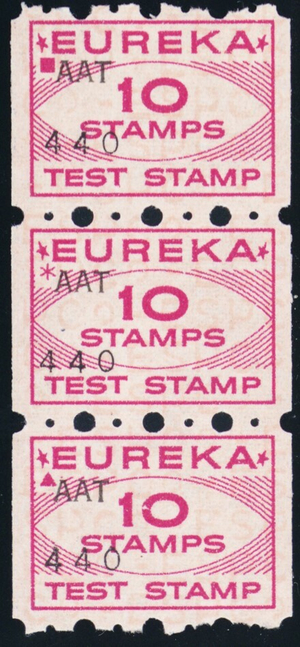 ★EUREKA★
■AAT
10
STAMPS
440
TEST STAMP
★EUREKA★
*AAT
10
STAMPS
440
TEST STAMP
★EUREKA★
▲AAT
10
STAMPS
440
TEST STAMP